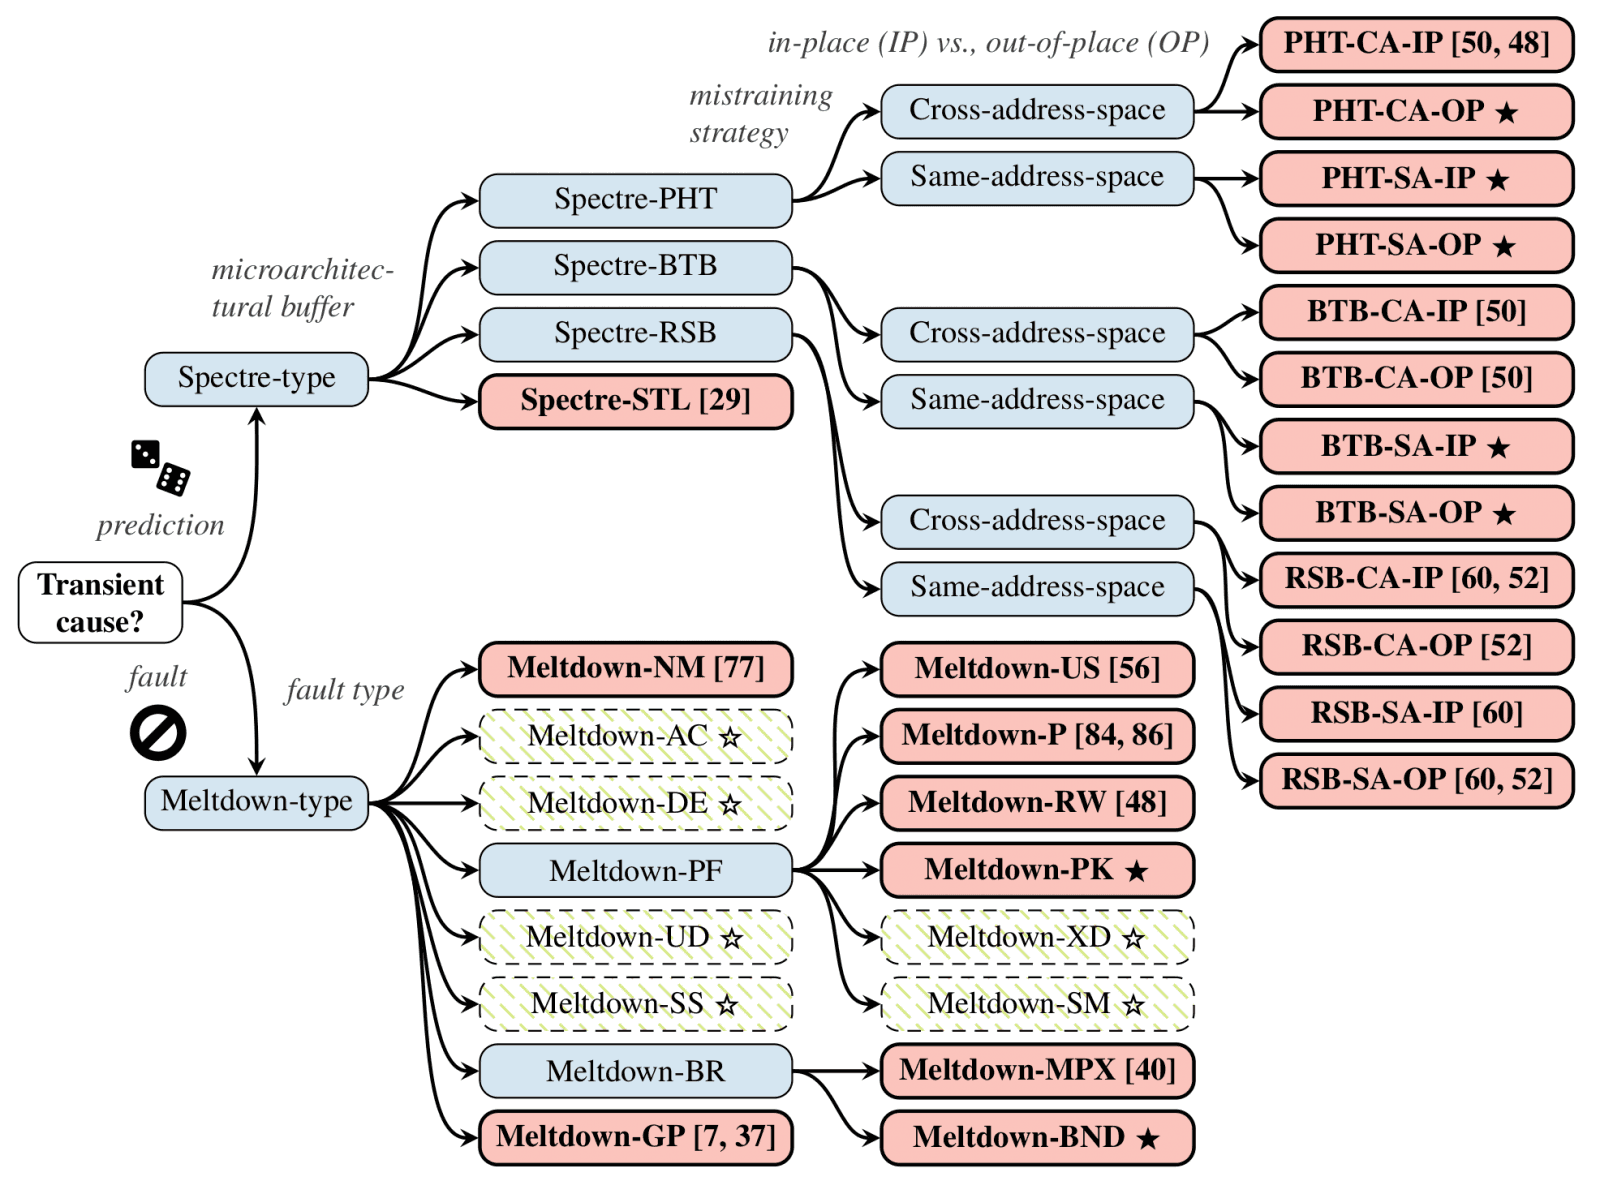 in-place (IP) vs., out-of-place (OP)
mistraining
strategy
microarchitec-
tural buffer
prediction
Transient
cause?
fault
fault type
Spectre-type
Meltdown-type
Spectre-PHT
Spectre-BTB
Spectre-RSB
Spectre-STL [29]
Meltdown-NM [77]
Meltdown-AC ☆
Meltdown-DE ☆
Meltdown-PF
Meltdown-UD ☆
Meltdown-SS ☆
Meltdown-BR
Meltdown-GP [7, 37]
Cross-address-space
Same-address-space
Cross-address-space
Same-address-space
Cross-address-space
Same-address-space
Meltdown-US [56]
Meltdown-P [84, 86]
Meltdown-RW [48]
Meltdown-PK ★
Meltdown-XD ☆
Meltdown-SM ☆
Meltdown-MPX [40]
Meltdown-BND ★
PHT-CA-IP [50, 48]
PHT-CA-OP ★
PHT-SA-IP ★
PHT-SA-OP ★
BTB-CA-IP [50]
BTB-CA-OP [50]
BTB-SA-IP ★
BTB-SA-OP ★
RSB-CA-IP [60, 52]
RSB-CA-OP [52]
RSB-SA-IP [60]
RSB-SA-OP [60, 52]